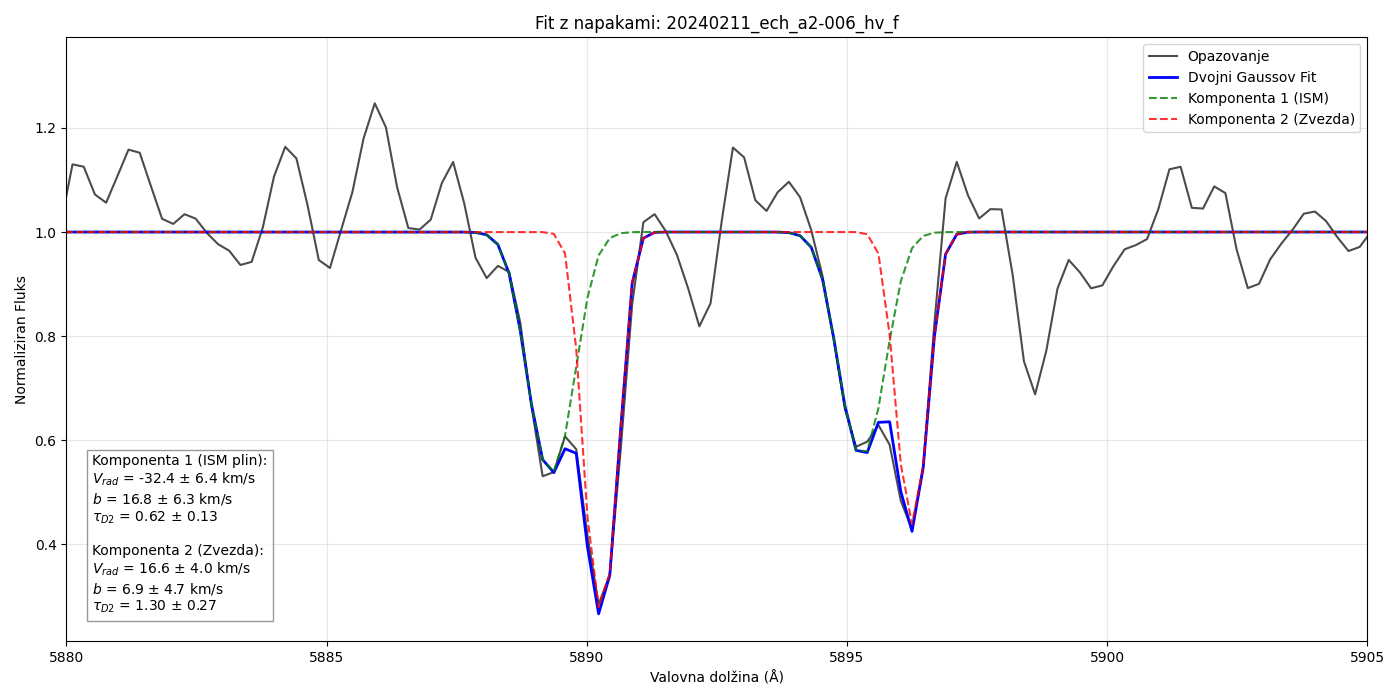 Fit z napakami: 20240211_ech_a2-006_hv_f
Opazovanje
Dvojni Gaussov Fit
Komponenta 1 (ISM)
Komponenta 2 (Zvezda)
Normaliziran Fluks
1.2
1.0
0.8
0.6
0.4
Komponenta 1 (ISM plin):
V_rad = -32.4 ± 6.4 km/s
b = 16.8 ± 6.3 km/s
τ_D2 = 0.62 ± 0.13
Komponenta 2 (Zvezda):
V_rad = 16.6 ± 4.0 km/s
b = 6.9 ± 4.7 km/s
τ_D2 = 1.30 ± 0.27
5880 5885 5890 5895 5900 5905
Valovna dolžina (Å)